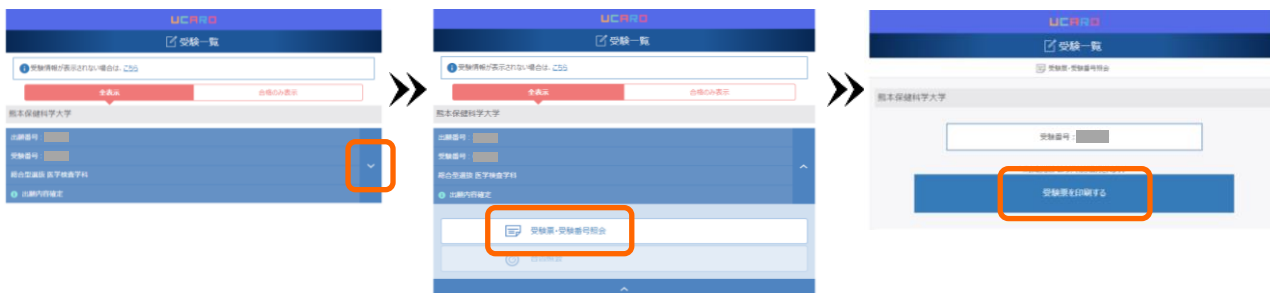 UCARO
受験一覧
受験情報が表示されない場合は、こちら
全表示
合格のみ表示
熊本保健科学大学
出願番号：
受験番号：
総合型選抜 医学検査学科
出願内容確定
UCARO
受験一覧
受験情報が表示されない場合は、こちら
全表示
合格のみ表示
熊本保健科学大学
出願番号：
受験番号：
総合型選抜 医学検査学科
出願内容確定
受験票・受験番号照会
合否照会
UCARO
受験一覧
受験票・受験番号照会
熊本保健科学大学
受験番号：
受験票を印刷する